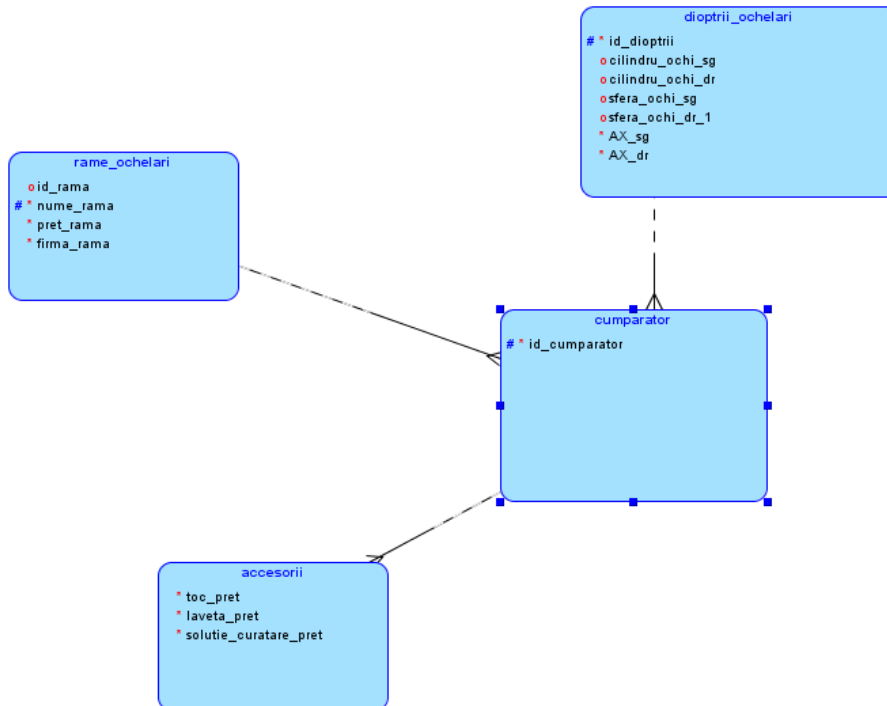 dioptrii_ochelari
# * id_dioptrii
o cilindru_ochi_sg
o cilindru_ochi_dr
o sfera_ochi_sg
o sfera_ochi_dr_1
* AX_sg
* AX_dr
rame_ochelari
o id_rama
# * nume_rama
* pret_rama
* firma_rama
cumparator
# * id_cumparator
accesorii
* toc_pret
* laveta_pret
* solutie_curatare_pret